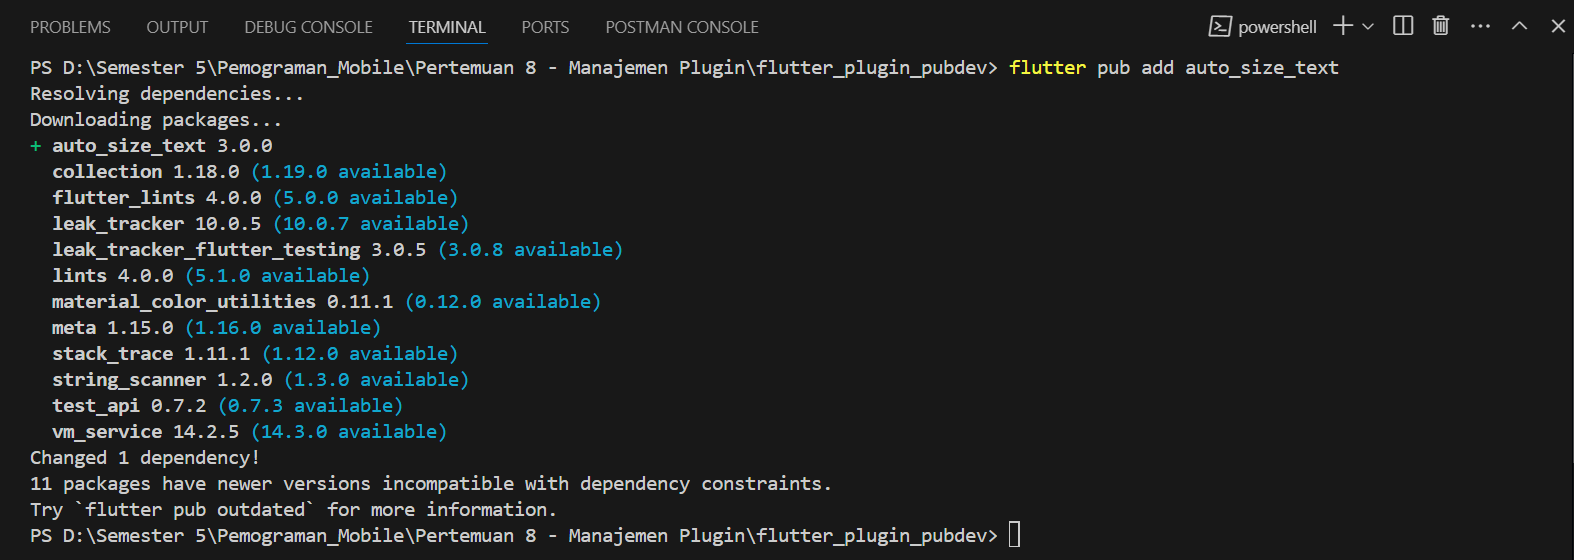 PROBLEMS OUTPUT DEBUG CONSOLE TERMINAL PORTS POSTMAN CONSOLE powershell
PS D:\Semester 5\Pemograman_Mobile\Pertemuan 8 - Manajemen Plugin\flutter_plugin_pubdev> flutter pub add auto_size_text
Resolving dependencies...
Downloading packages...
+ auto_size_text 3.0.0
collection 1.18.0 (1.19.0 available)
flutter_lints 4.0.0 (5.0.0 available)
leak_tracker 10.0.5 (10.0.7 available)
leak_tracker_flutter_testing 3.0.5 (3.0.8 available)
lints 4.0.0 (5.1.0 available)
material_color_utilities 0.11.1 (0.12.0 available)
meta 1.15.0 (1.16.0 available)
stack_trace 1.11.1 (1.12.0 available)
string_scanner 1.2.0 (1.3.0 available)
test_api 0.7.2 (0.7.3 available)
vm_service 14.2.5 (14.3.0 available)
Changed 1 dependency!
11 packages have newer versions incompatible with dependency constraints.
Try `flutter pub outdated` for more information.
PS D:\Semester 5\Pemograman_Mobile\Pertemuan 8 - Manajemen Plugin\flutter_plugin_pubdev>